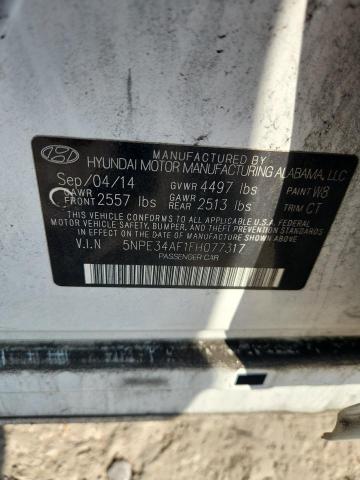 MANUFACTURED BY
HYUNDAI MOTOR MANUFACTURING ALABAMA, LLC
Sep/04/14 GVWR 4497 lbs PAINT W8
GAWR FRONT 2557 lbs GAWR REAR 2513 lbs TRIM CT
THIS VEHICLE CONFORMS TO ALL APPLICABLE U.S.A. FEDERAL
MOTOR VEHICLE SAFETY, BUMPER, AND THEFT PREVENTION
STANDARDS IN EFFECT ON THE DATE OF MANUFACTURE SHOWN ABOVE.
V.I.N 5NPE34AF1FH077317
PASSENGER CAR